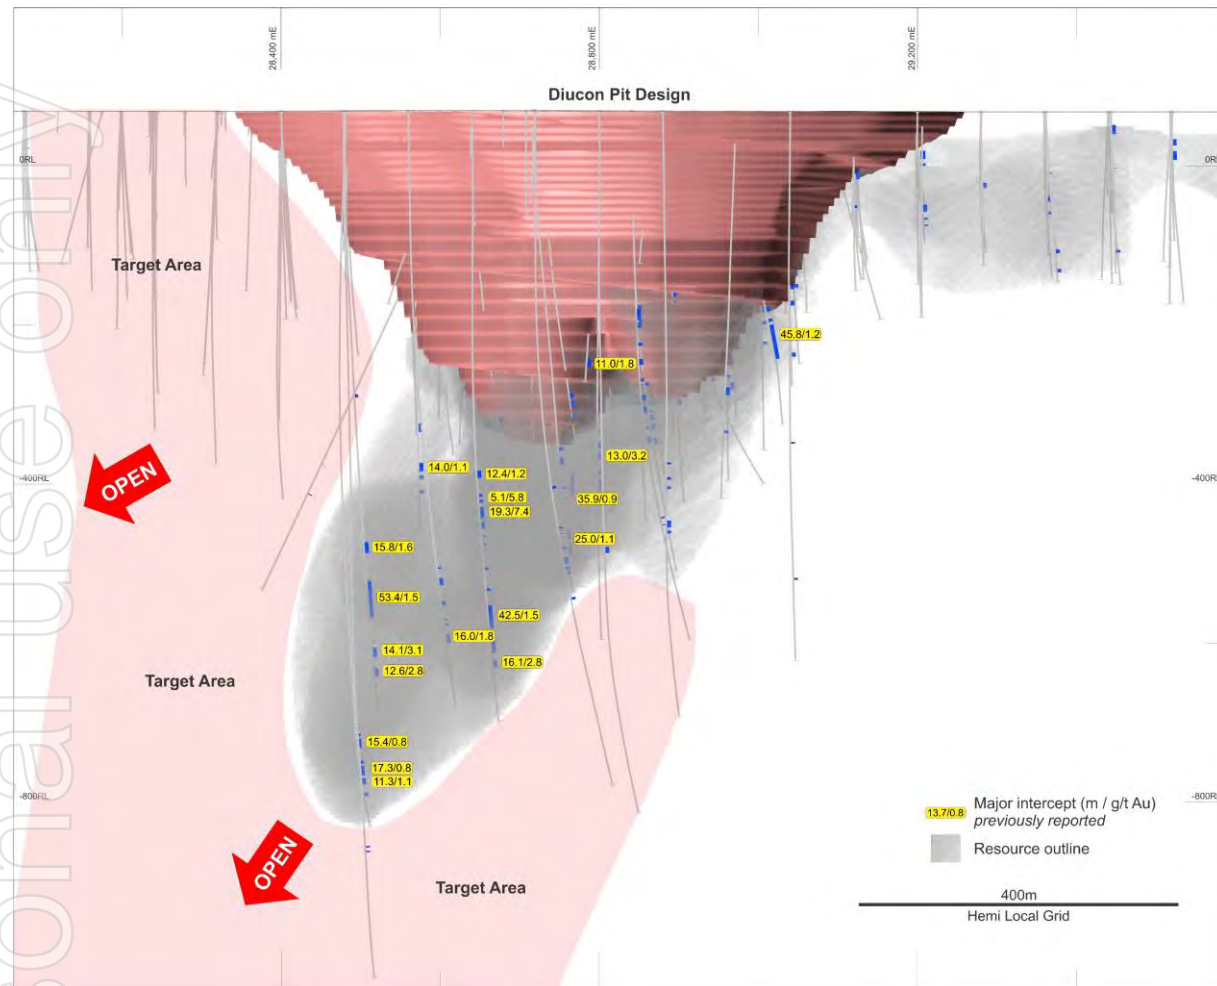 28,400 mE
28,800 mE
29,200 mE
Diucon Pit Design
0RL
Target Area
45.8/1.2
11.0/1.8
13.0/3.2
14.0/1.1
12.4/1.2
-400RL
-400RL
OPEN
5.1/5.8
35.9/0.9
19.3/7.4
25.0/1.1
15.8/1.6
53.4/1.5
42.5/1.5
16.0/1.8
14.1/3.1
16.1/2.8
12.6/2.8
Target Area
15.4/0.8
17.3/0.8
11.3/1.1
-800RL
13.7/0.8
Major intercept (m / g/t Au)
previously reported
Resource outline
OPEN
Target Area
400m
Hemi Local Grid
sonal use only